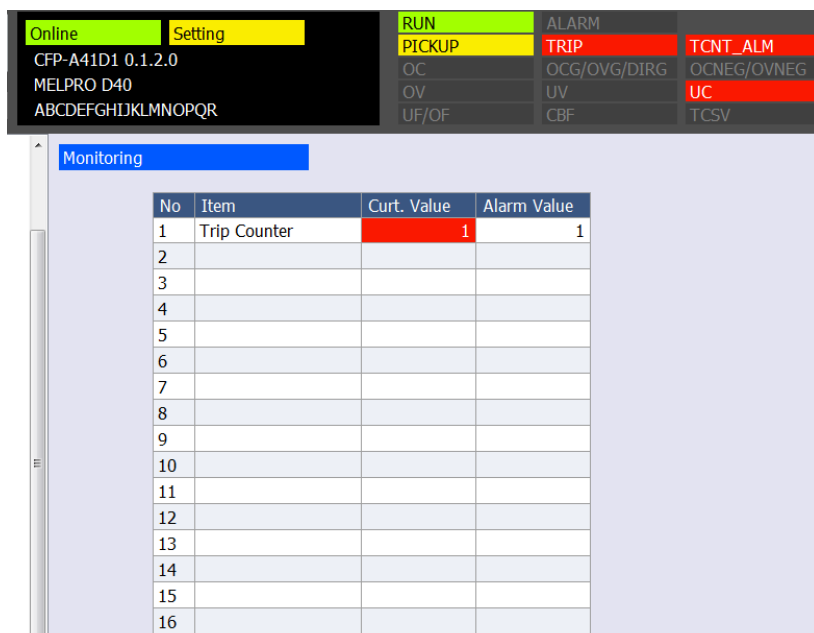 Online Setting
CFP-A41D1 0.1.2.0
MELPRO D40
ABCDEFGHIJKLMNOPQR
RUN ALARM
PICKUP TRIP TCNT_ALM
OC OCG/OVG/DIRG OCNEG/OVNEG
OV UV UC
UF/OF CBF TCSV
Monitoring
No Item Curt. Value Alarm Value
1 Trip Counter 1 1
2
3
4
5
6
7
8
9
10
11
12
13
14
15
16